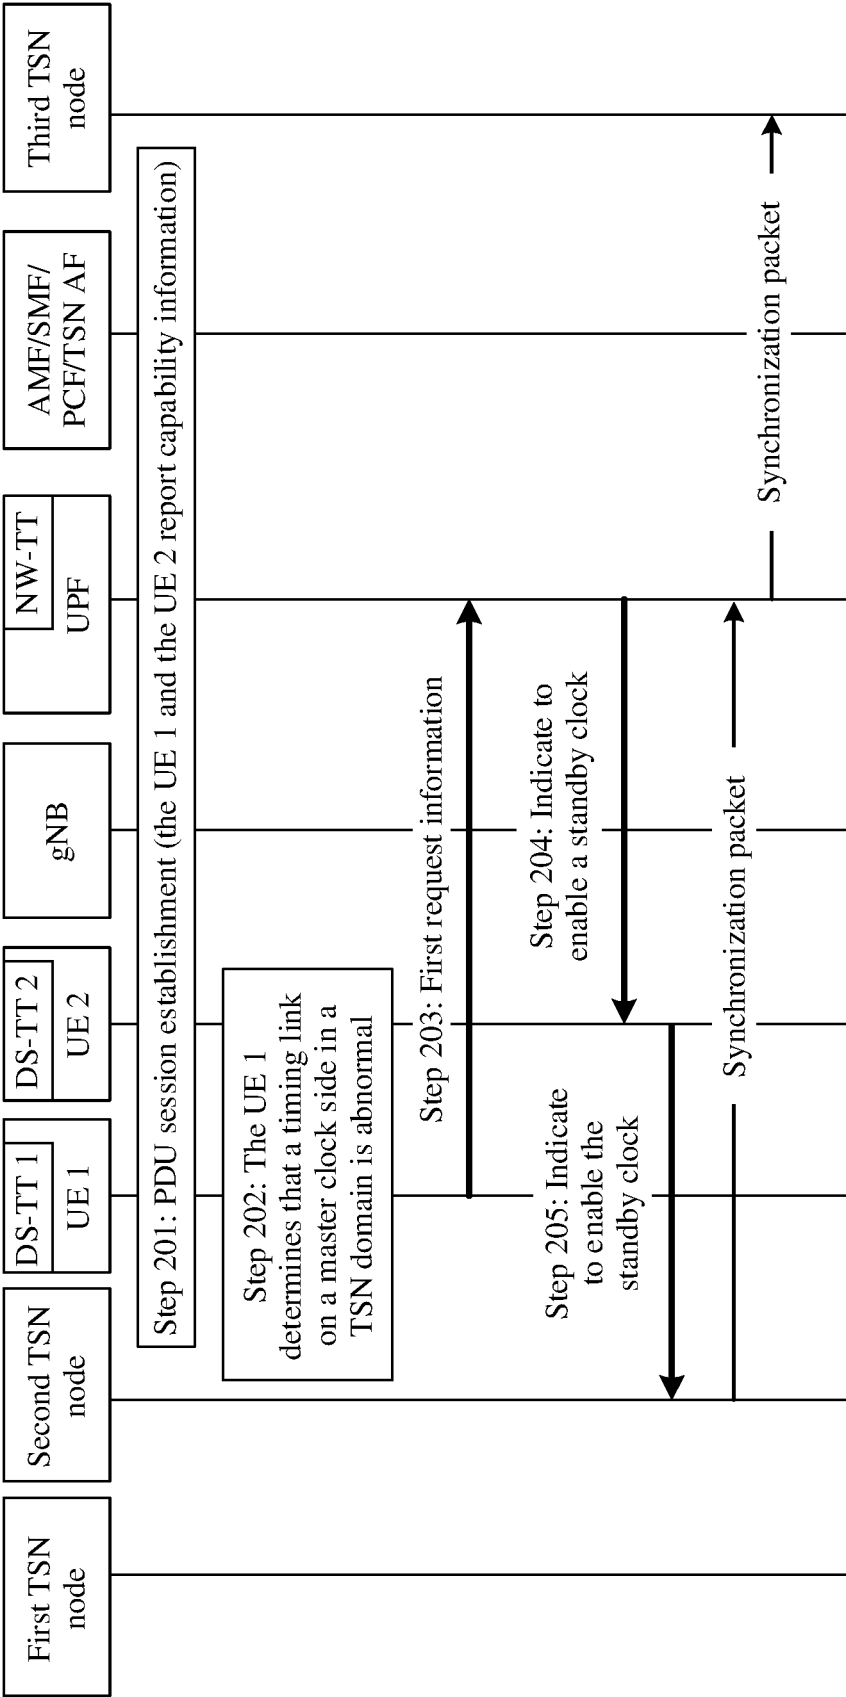 First TSN
node
Second TSN
node
DS-TT 1
UE 1
DS-TT 2
UE 2
gNB
NW-TT
UPF
AMF/SMF/
PCF/TSN AF
Third TSN
node
Step 201: PDU session establishment (the UE 1 and the UE 2 report capability information)
Step 202: The UE 1
determines that a timing link
on a master clock side in a
TSN domain is abnormal
Step 203: First request information
Step 204: Indicate to
enable a standby clock
Step 205: Indicate
to enable the
standby clock
Synchronization packet
Synchronization packet